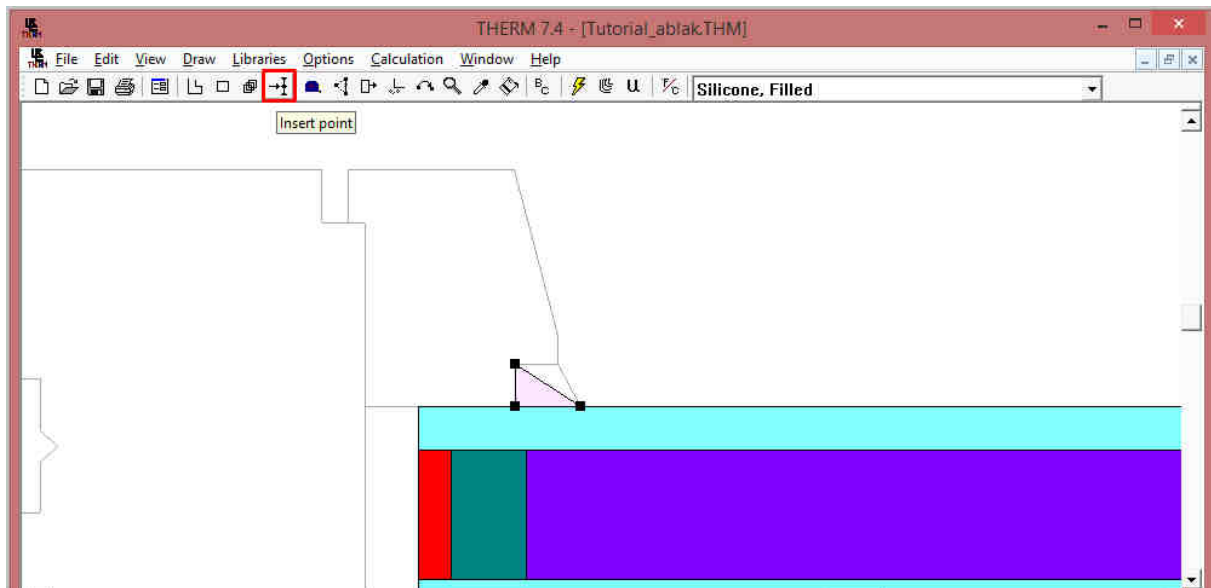 THERM 7.4 - [Tutorial_ablak.THM]
File Edit View Draw Libraries Options Calculation Window Help
Silicone, Filled
Insert point